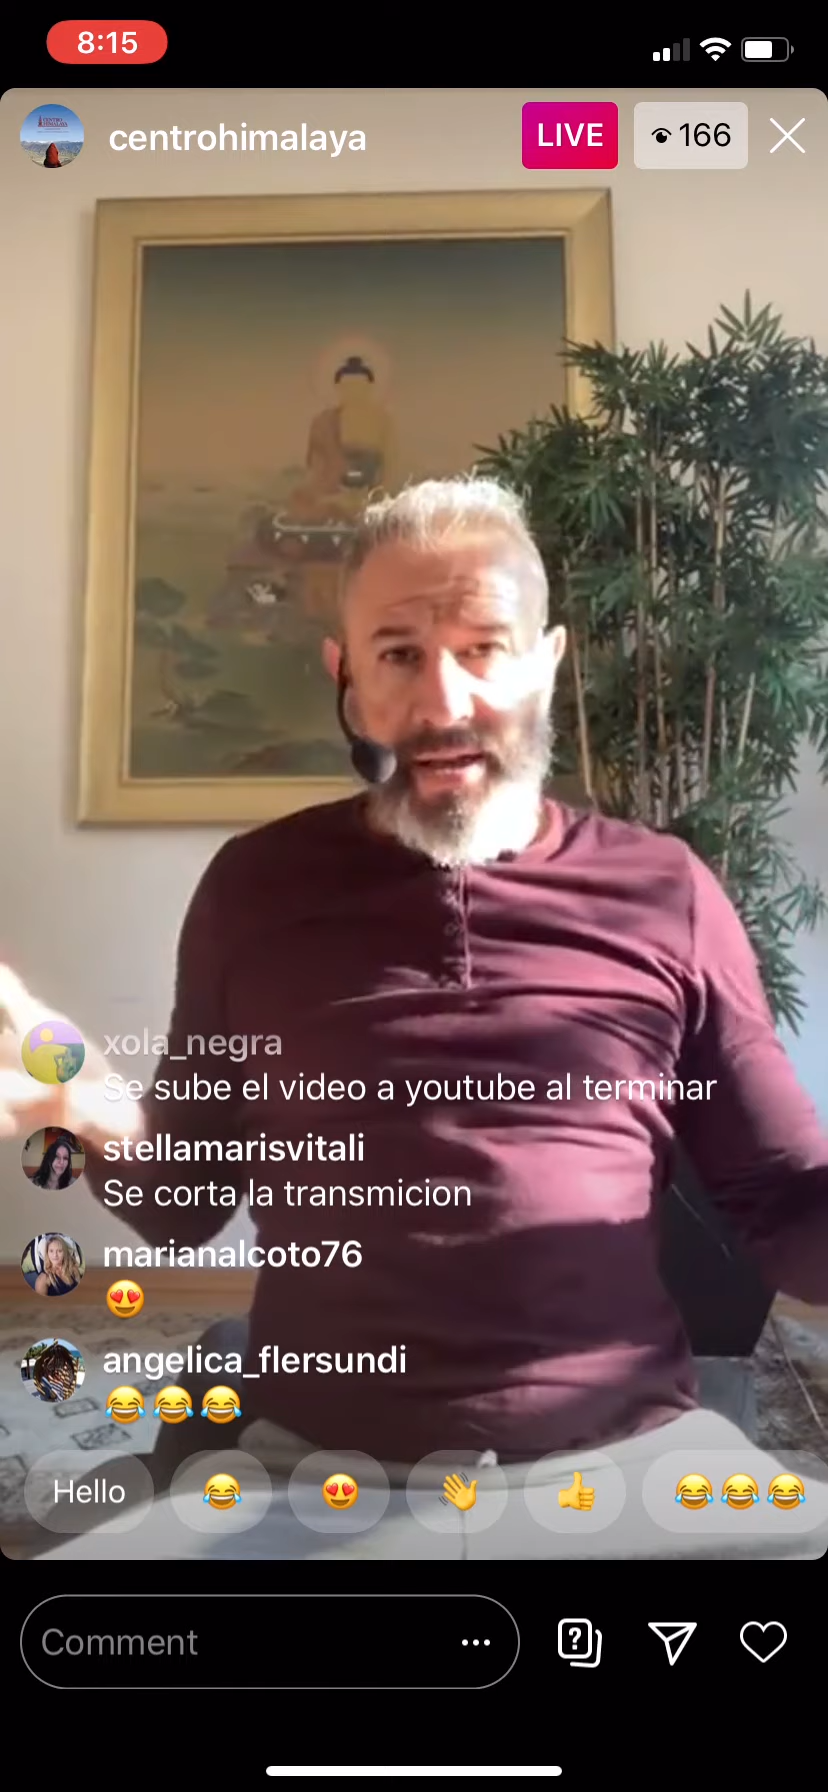 8:15
centrohimalaya
LIVE
166
xola_negra
Se sube el video a youtube al terminar
stellamarisvitali
Se corta la transmicion
marianalcoto76
😍
angelica_flersundi
😂😂😂
Hello 😂 😍 👋 👍 😂😂😂
Comment
?